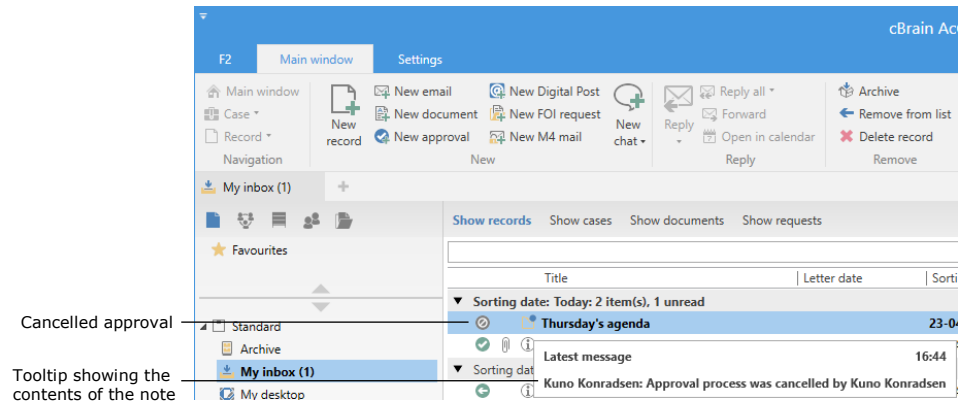 cBrain Ac
F2 Main window Settings
Main window New email New Digital Post Reply all Archive
Case New document New FOI request Forward Remove from list
Record New record New approval New M4 mail New chat Reply Open in calendar Delete record
Navigation New Reply Remove
My inbox (1) +
Show records Show cases Show documents Show requests
Favourites
Title Letter date Sorti
Sorting date: Today: 2 item(s), 1 unread
Cancelled approval
Standard
Thursday's agenda 23-04
Archive
Latest message 16:44
My inbox (1)
Sorting dat
Tooltip showing the
contents of the note
Kuno Konradsen: Approval process was cancelled by Kuno Konradsen
My desktop